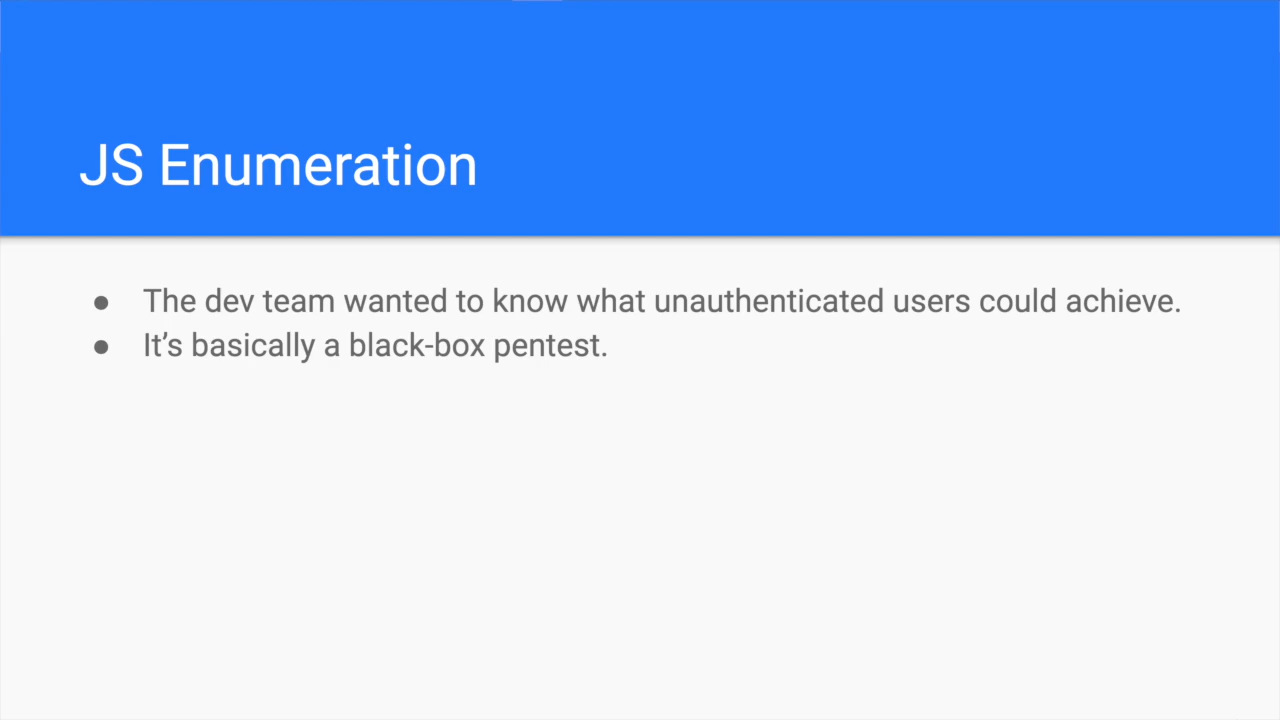 JS Enumeration
● The dev team wanted to know what unauthenticated users could achieve.
● It’s basically a black-box pentest.